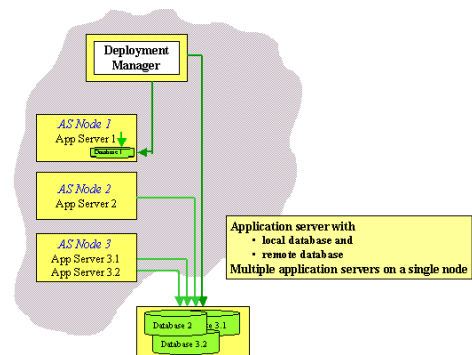 Deployment
Manager
AS Node 1
App Server 1
Database 1
AS Node 2
App Server 2
AS Node 3
App Server 3.1
App Server 3.2
Application server with
• local database and
• remote database
Multiple application servers on a single node
Database 2
se 3.1
Database 3.2